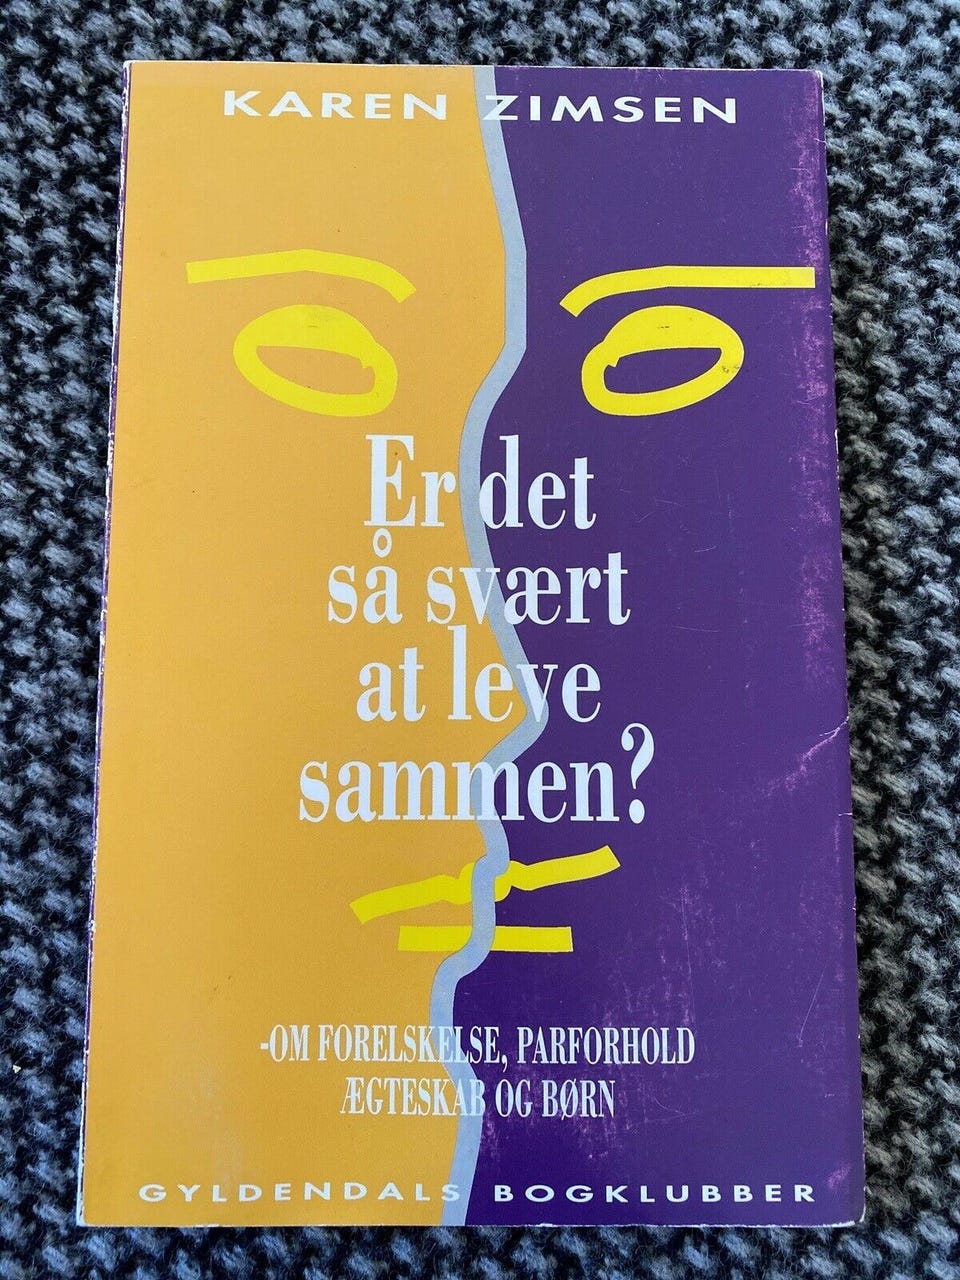 KAREN ZIMSEN
Er det
så svært
at leve
sammen?
-OM FORELSKELSE, PARFORHOLD
ÆGTESKAB OG BØRN
GYLDENDALS BOGKLUBBER